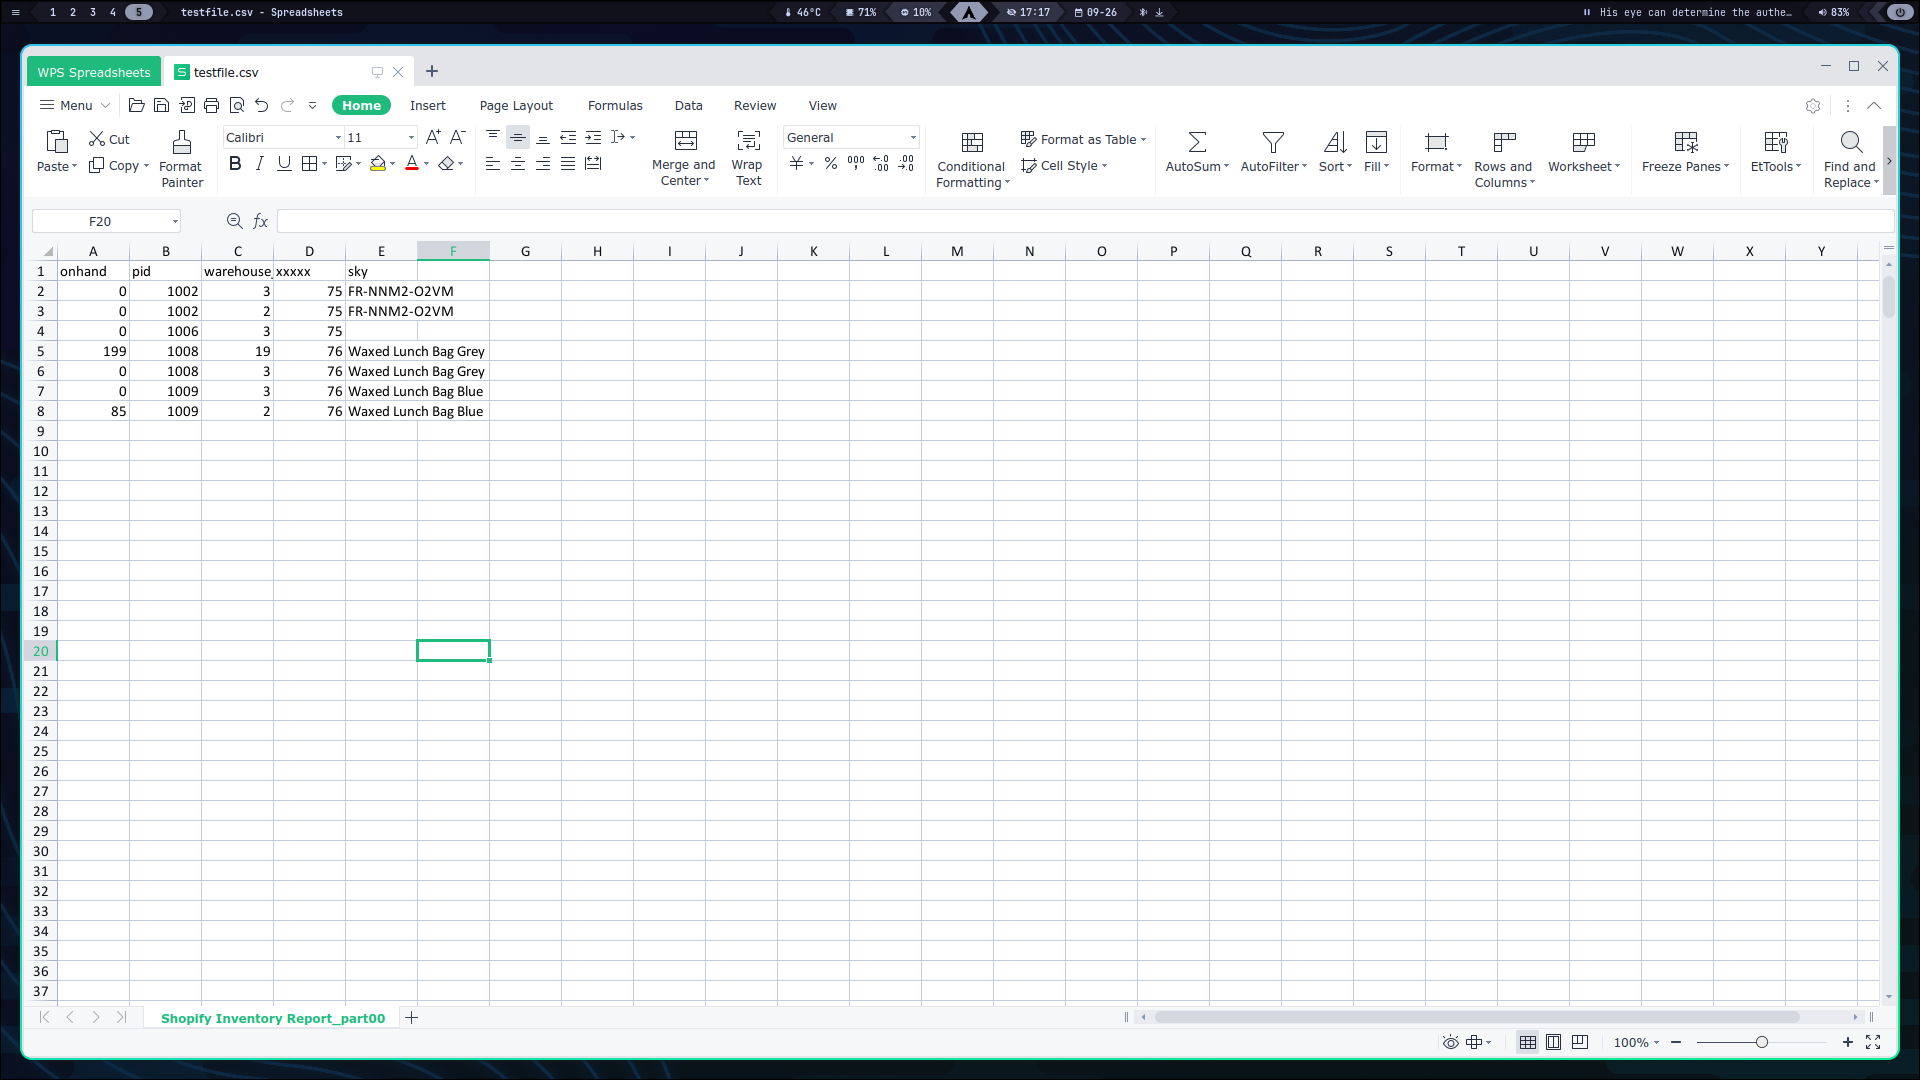 1 2 3 4 5 testfile.csv - Spreadsheets 46°C 71% 10% 17:17 09-26 His eye can determine the authe… 83%
WPS Spreadsheets testfile.csv
Menu Home Insert Page Layout Formulas Data Review View
Paste Cut Copy Format Painter
Calibri 11
B I U A
Merge and Center Wrap Text
General
¥ % 000 .00
Conditional Formatting Format as Table Cell Style
AutoSum AutoFilter Sort Fill Format Rows and Columns Worksheet Freeze Panes EtTools Find and Replace
F20 fx
A B C D E F G H I J K L M N O P Q R S T U V W X Y
1 onhand pid warehouse_ xxxxx sky
2 0 1002 3 75 FR-NNM2-O2VM
3 0 1002 2 75 FR-NNM2-O2VM
4 0 1006 3 75
5 199 1008 19 76 Waxed Lunch Bag Grey
6 0 1008 3 76 Waxed Lunch Bag Grey
7 0 1009 3 76 Waxed Lunch Bag Blue
8 85 1009 2 76 Waxed Lunch Bag Blue
9
10
11
12
13
14
15
16
17
18
19
20
21
22
23
24
25
26
27
28
29
30
31
32
33
34
35
36
37
Shopify Inventory Report_part00
100%